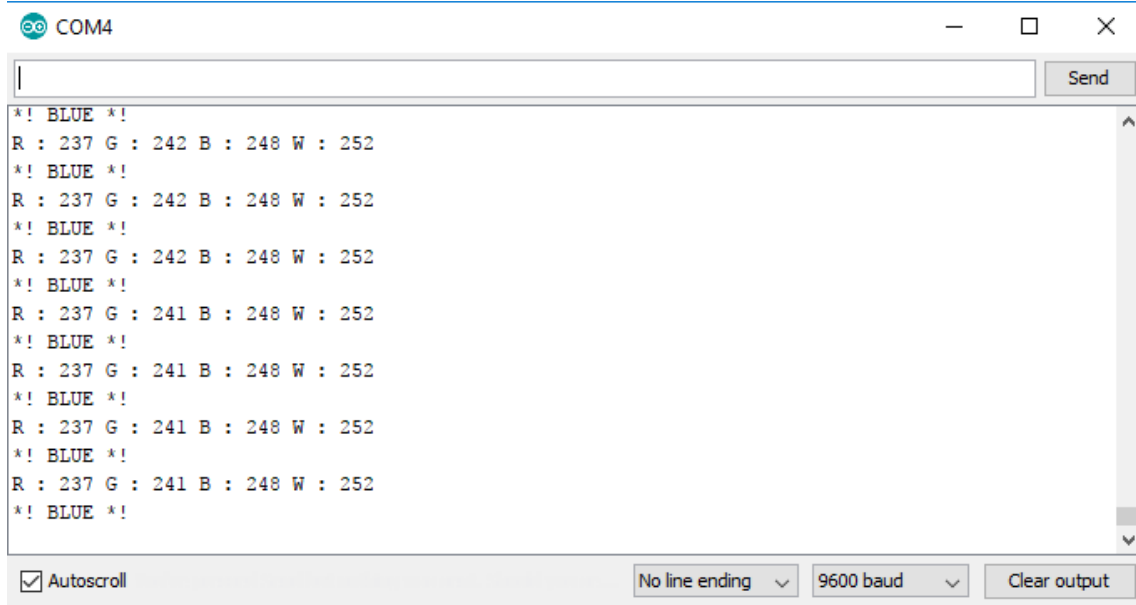 COM4
Send
*! BLUE *!
R : 237 G : 242 B : 248 W : 252
*! BLUE *!
R : 237 G : 242 B : 248 W : 252
*! BLUE *!
R : 237 G : 242 B : 248 W : 252
*! BLUE *!
R : 237 G : 241 B : 248 W : 252
*! BLUE *!
R : 237 G : 241 B : 248 W : 252
*! BLUE *!
R : 237 G : 241 B : 248 W : 252
*! BLUE *!
R : 237 G : 241 B : 248 W : 252
*! BLUE *!
Autoscroll No line ending 9600 baud Clear output